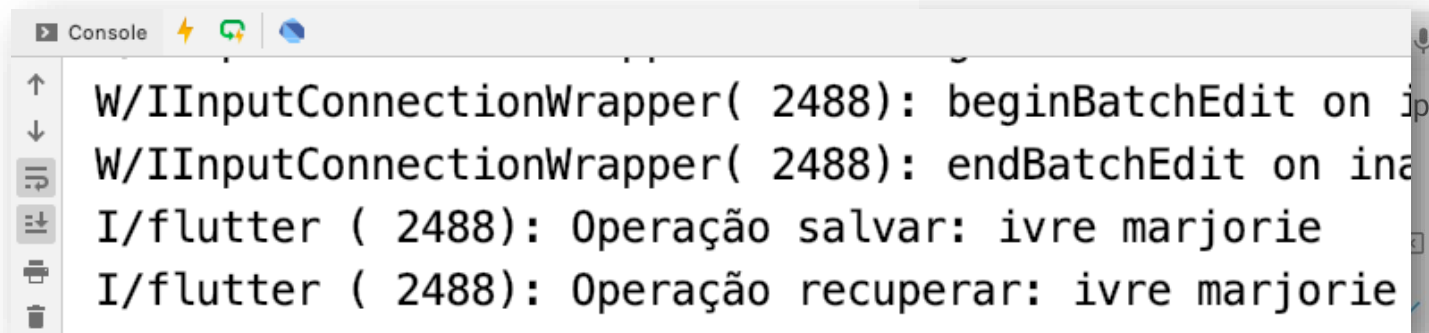 Console
W/IInputConnectionWrapper( 2488): beginBatchEdit on
W/IInputConnectionWrapper( 2488): endBatchEdit on
I/flutter ( 2488): Operação salvar: ivre marjorie
I/flutter ( 2488): Operação recuperar: ivre marjorie